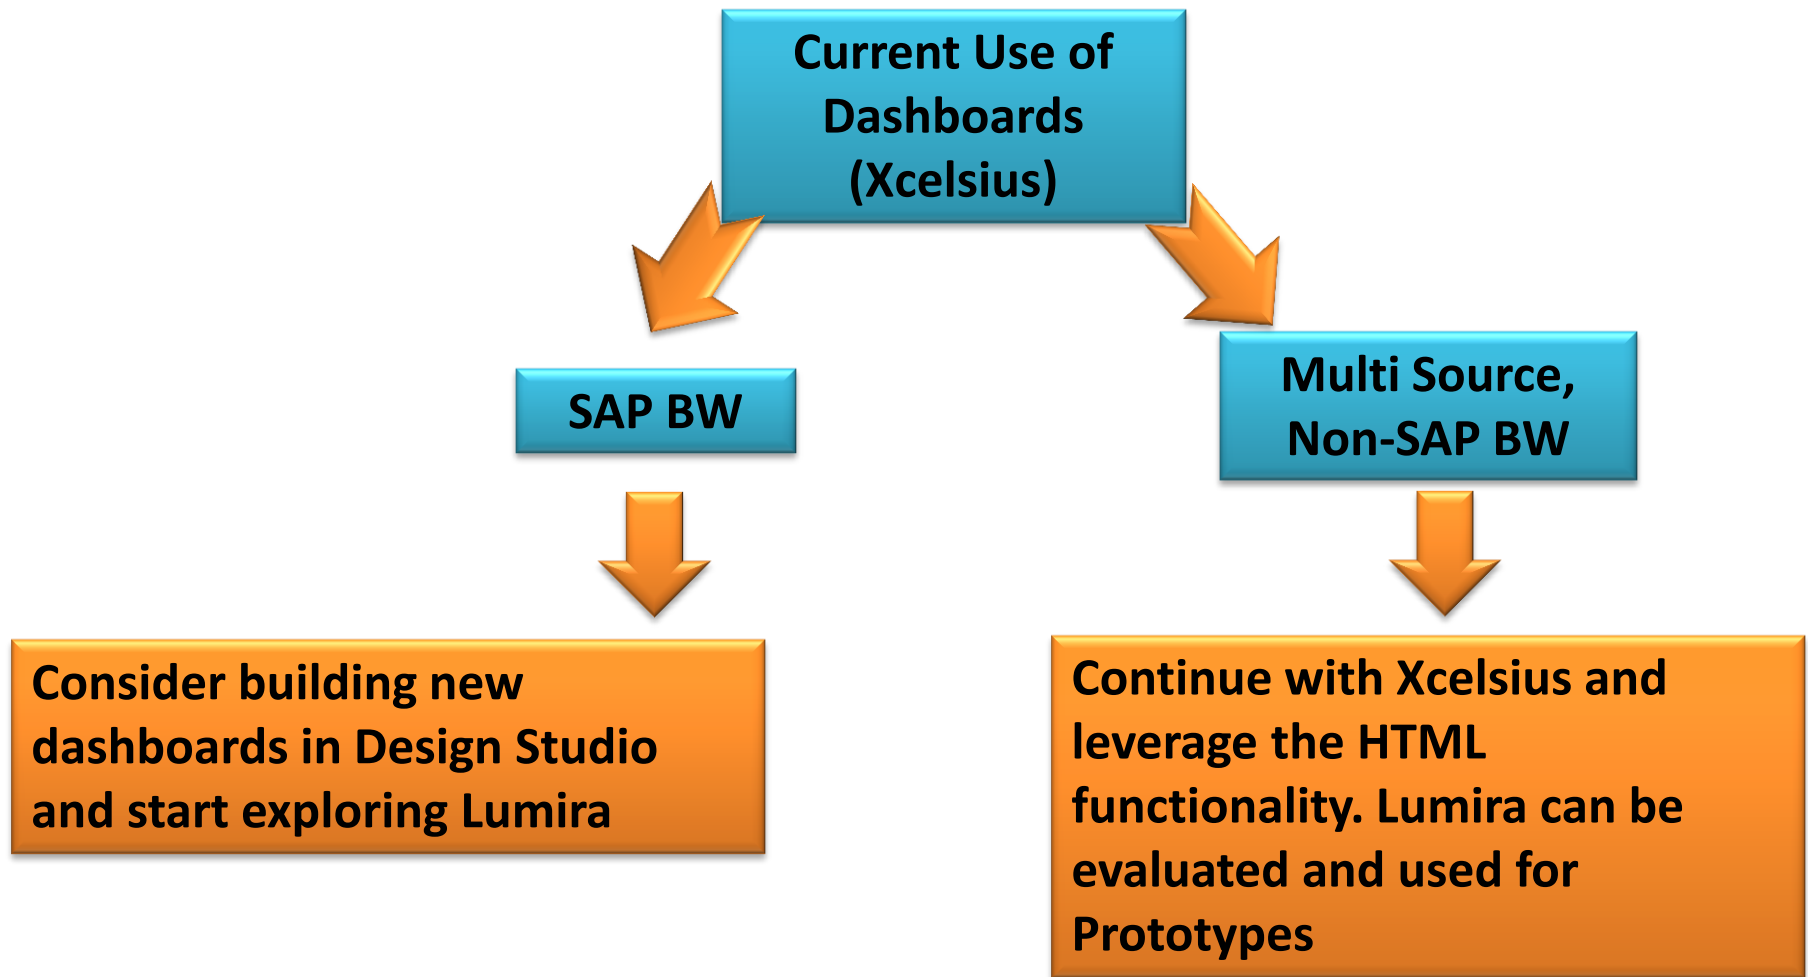 Current Use of
Dashboards
(Xcelsius)
SAP BW
Multi Source,
Non-SAP BW
Consider building new
dashboards in Design Studio
and start exploring Lumira
Continue with Xcelsius and
leverage the HTML
functionality. Lumira can be
evaluated and used for
Prototypes